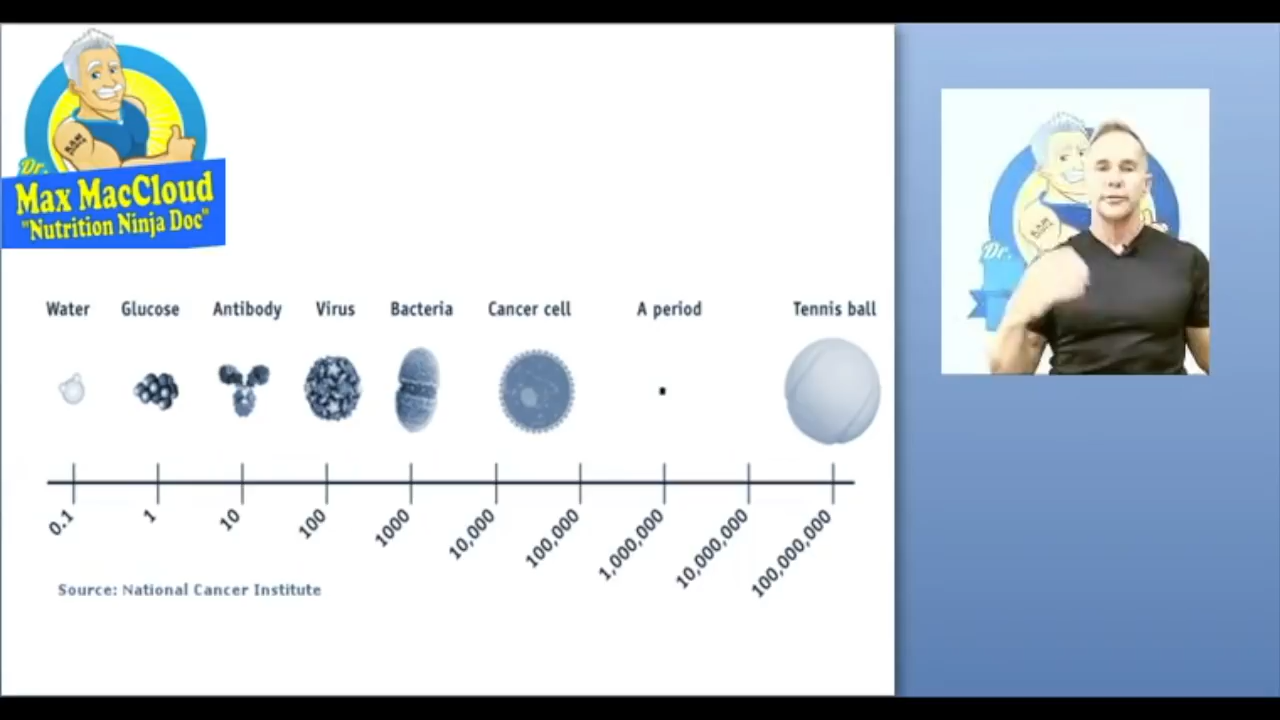 Dr.
Max MacCloud
"Nutrition Ninja Doc"
Dr.
Water Glucose Antibody Virus Bacteria Cancer cell A period Tennis ball
0.1 1 10 100 1000 10,000 100,000 1,000,000 10,000,000 100,000,000
Source: National Cancer Institute